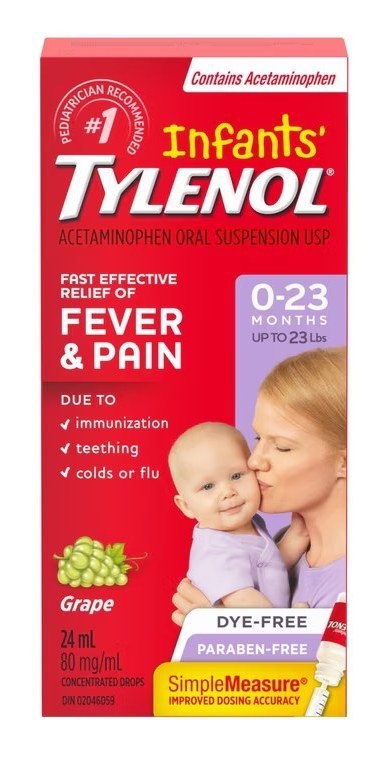 Contains Acetaminophen
PEDIATRICIAN RECOMMENDED
#1
Infants'
TYLENOL®
ACETAMINOPHEN ORAL SUSPENSION USP
FAST EFFECTIVE
RELIEF OF
FEVER
& PAIN
0-23
MONTHS
UP TO 23 Lbs
DUE TO
immunization
teething
colds or flu
Grape
24 mL
80 mg/mL
CONCENTRATED DROPS
DIN 02046059
DYE-FREE
PARABEN-FREE
SimpleMeasure®
IMPROVED DOSING ACCURACY